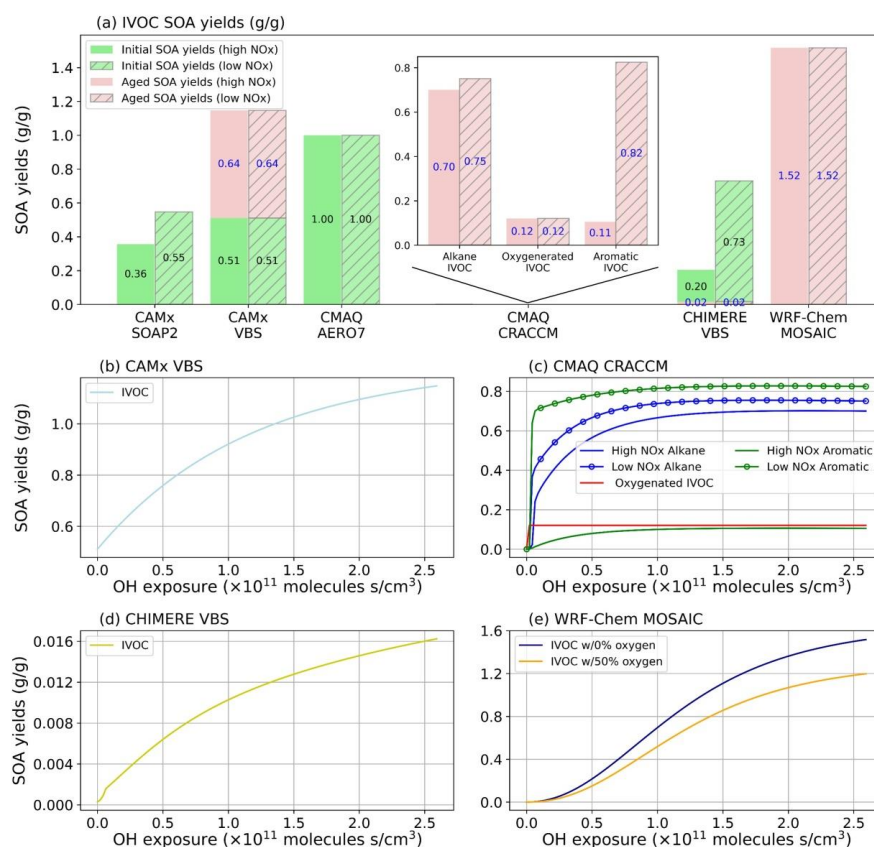 (a) IVOC SOA yields (g/g)
Initial SOA yields (high NOx)
Initial SOA yields (low NOx)
Aged SOA yields (high NOx)
Aged SOA yields (low NOx)
SOA yields (g/g)
1.4
1.2
1.0
0.8
0.6
0.4
0.2
0.0
0.36
0.55
0.64
0.64
0.51
0.51
1.00
1.00
0.8
0.6
0.4
0.2
0.0
0.70
0.75
0.12
0.12
0.11
0.82
Alkane IVOC
Oxygenerated IVOC
Aromatic IVOC
0.20
0.73
0.02
0.02
1.52
1.52
CAMx SOAP2
CAMx VBS
CMAQ AERO7
CMAQ CRACCM
CHIMERE VBS
WRF-Chem MOSAIC
(b) CAMx VBS
IVOC
SOA yields (g/g)
1.0
0.8
0.6
0.0 0.5 1.0 1.5 2.0 2.5
OH exposure (×10¹¹ molecules s/cm³)
(c) CMAQ CRACCM
0.8
0.6
0.4
0.2
0.0
High NOx Alkane
Low NOx Alkane
Oxygenated IVOC
High NOx Aromatic
Low NOx Aromatic
0.0 0.5 1.0 1.5 2.0 2.5
OH exposure (×10¹¹ molecules s/cm³)
(d) CHIMERE VBS
IVOC
SOA yields (g/g)
0.016
0.012
0.008
0.004
0.000
0.0 0.5 1.0 1.5 2.0 2.5
OH exposure (×10¹¹ molecules s/cm³)
(e) WRF-Chem MOSAIC
IVOC w/0% oxygen
IVOC w/50% oxygen
1.6
1.2
0.8
0.4
0.0
0.0 0.5 1.0 1.5 2.0 2.5
OH exposure (×10¹¹ molecules s/cm³)